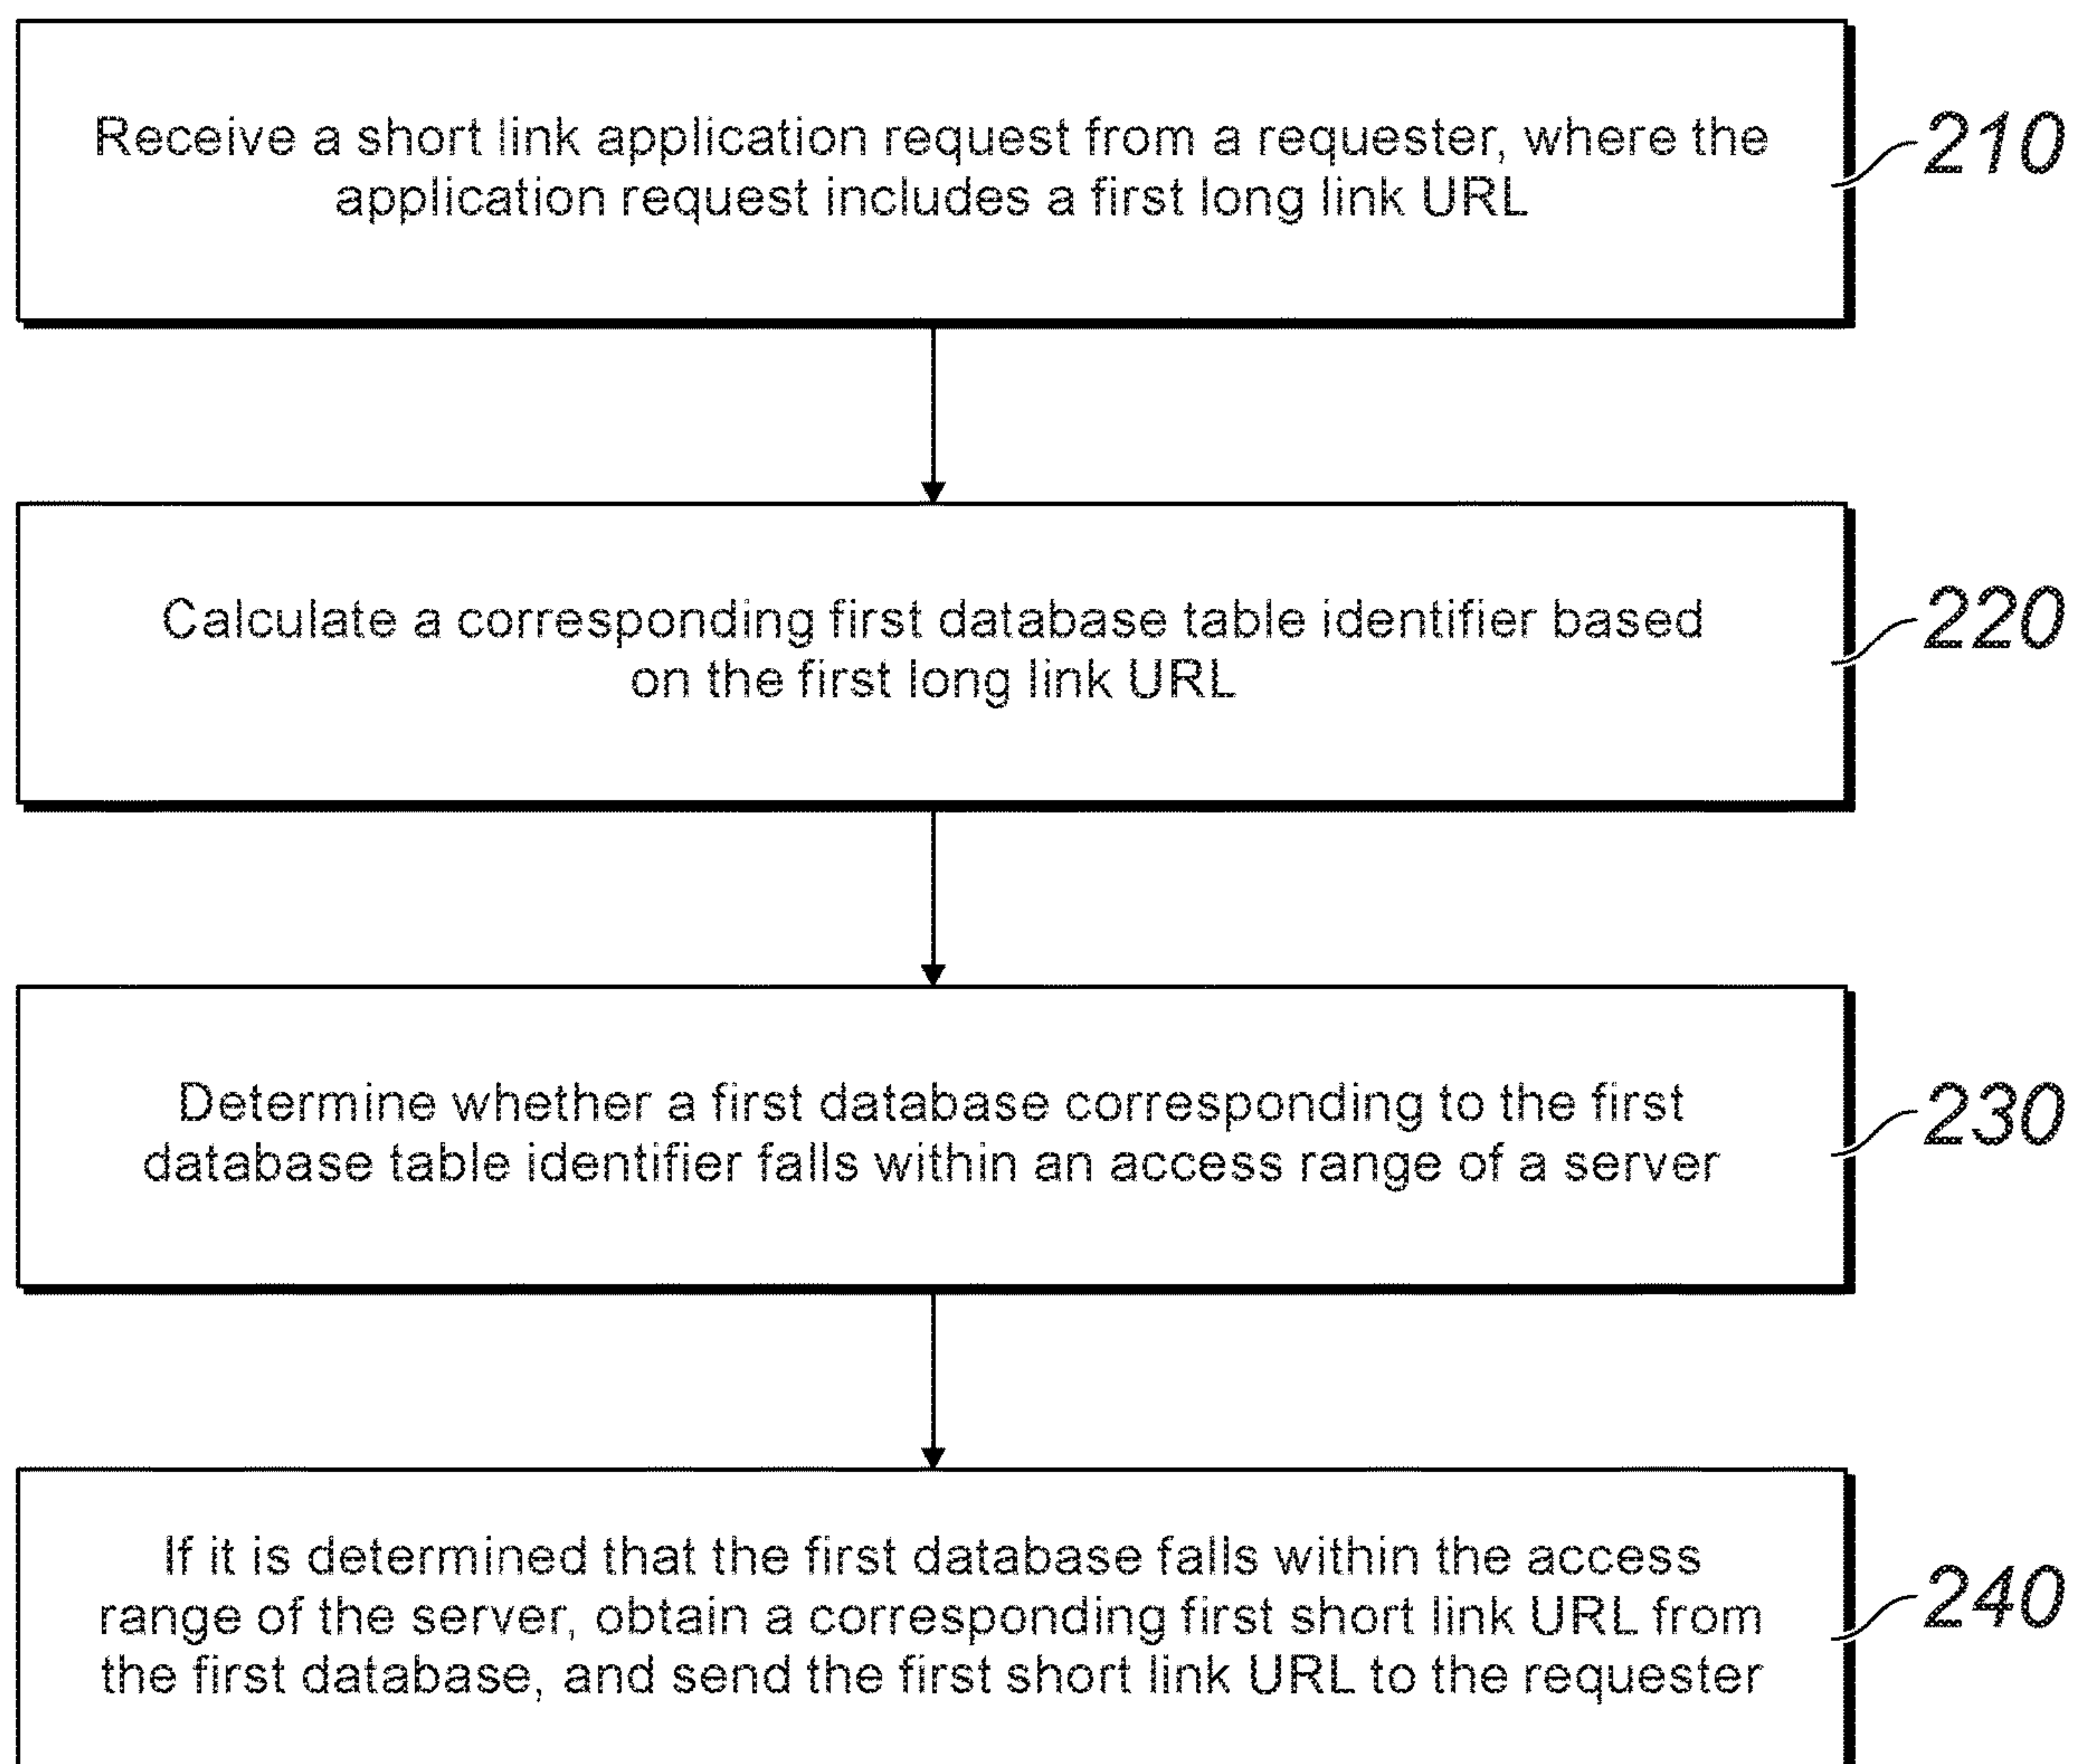 Receive a short link application request from a requester, where the
application request includes a first long link URL
210
Calculate a corresponding first database table identifier based
on the first long link URL
220
Determine whether a first database corresponding to the first
database table identifier falls within an access range of a server
230
If it is determined that the first database falls within the access
range of the server, obtain a corresponding first short link URL from
the first database, and send the first short link URL to the requester
240